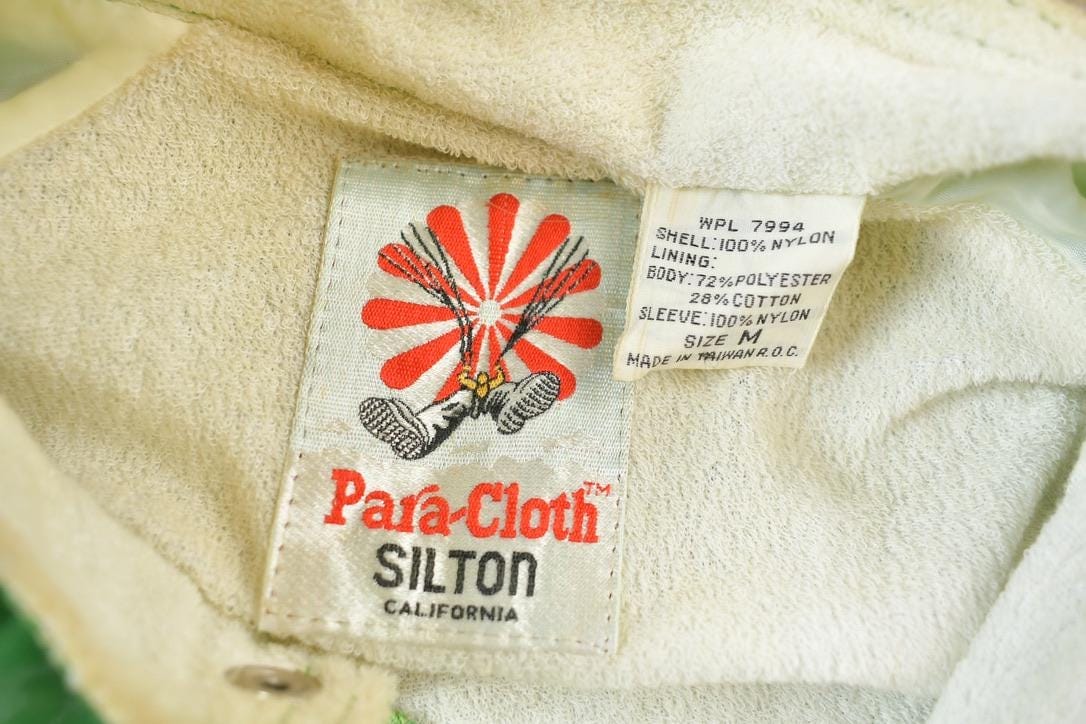 Para-Cloth™
SILTON
CALIFORNIA
WPL 7994
SHELL:100% NYLON
LINING:
BODY:72%POLYESTER
28%COTTON
SLEEVE:100% NYLON
SIZE M
MADE IN TAIWAN R.O.C.